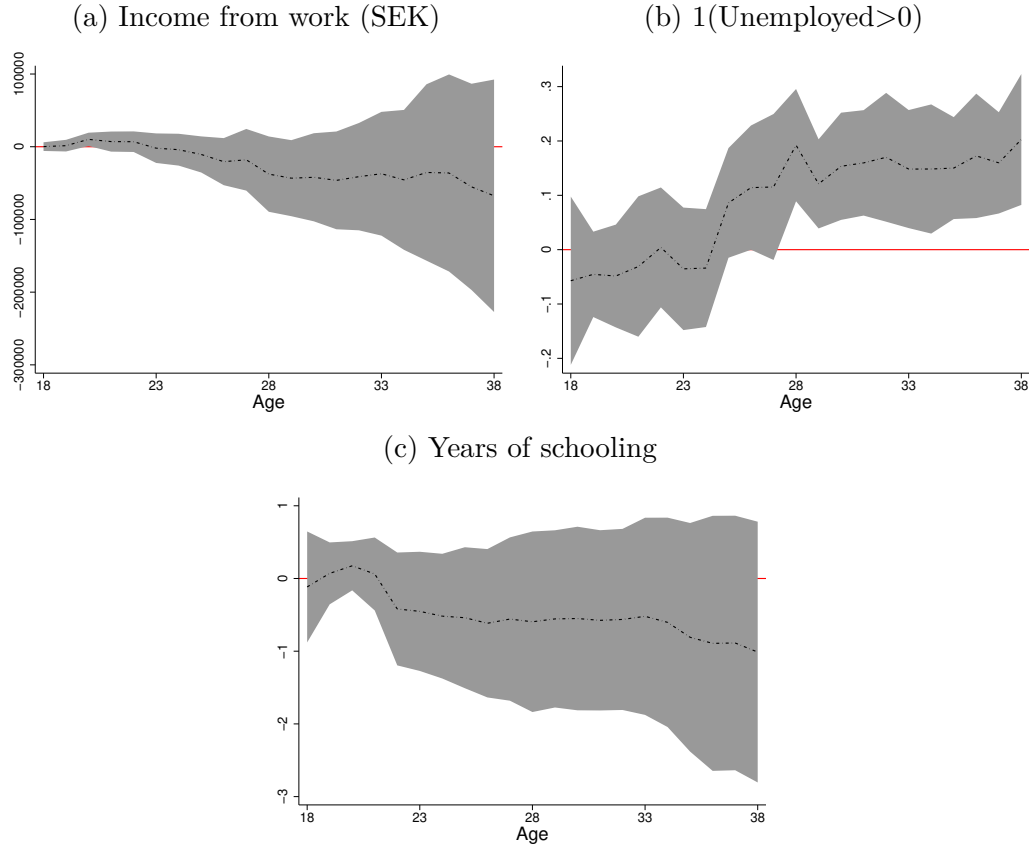 (a) Income from work (SEK)
100000
0
−100000
−200000
−300000
18 23 28 33 38
Age
(b) 1(Unemployed>0)
.3
.2
.1
0
−.1
−.2
18 23 28 33 38
Age
(c) Years of schooling
1
0
−1
−2
−3
18 23 28 33 38
Age